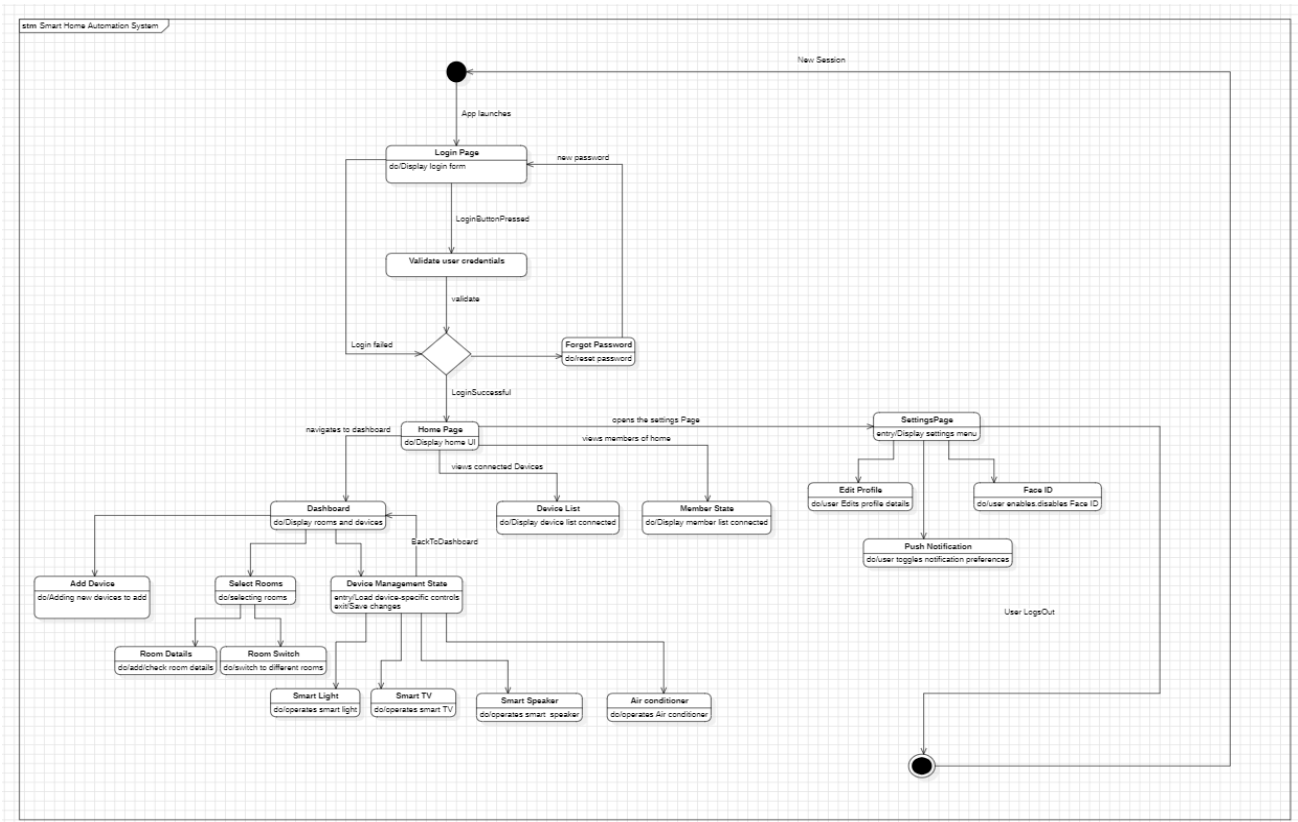 stm Smart Home Automation System
New Session
App launches
Login Page
do/Display login form
new password
LoginButtonPressed
Validate user credentials
validate
Login failed
Forgot Password
do/reset password
LoginSuccessful
opens the settings Page
SettingsPage
entry/Display settings menu
navigates to dashboard
Home Page
do/Display home UI
views members of home
views connected Devices
Edit Profile
do/user Edits profile details
Face ID
do/user enables.disables Face ID
Dashboard
do/Display rooms and devices
Device List
do/Display device list connected
Member State
do/Display member list connected
BackToDashboard
Push Notification
do/user toggles notification preferences
Add Device
do/Adding new devices to add
Select Rooms
do/selecting rooms
Device Management State
entry/Load device-specific controls
exit/Save changes
User LogsOut
Room Details
do/add/check room details
Room Switch
do/switch to different rooms
Smart Light
do/operates smart light
Smart TV
do/operates smart TV
Smart Speaker
do/operates smart speaker
Air conditioner
do/operates Air conditioner